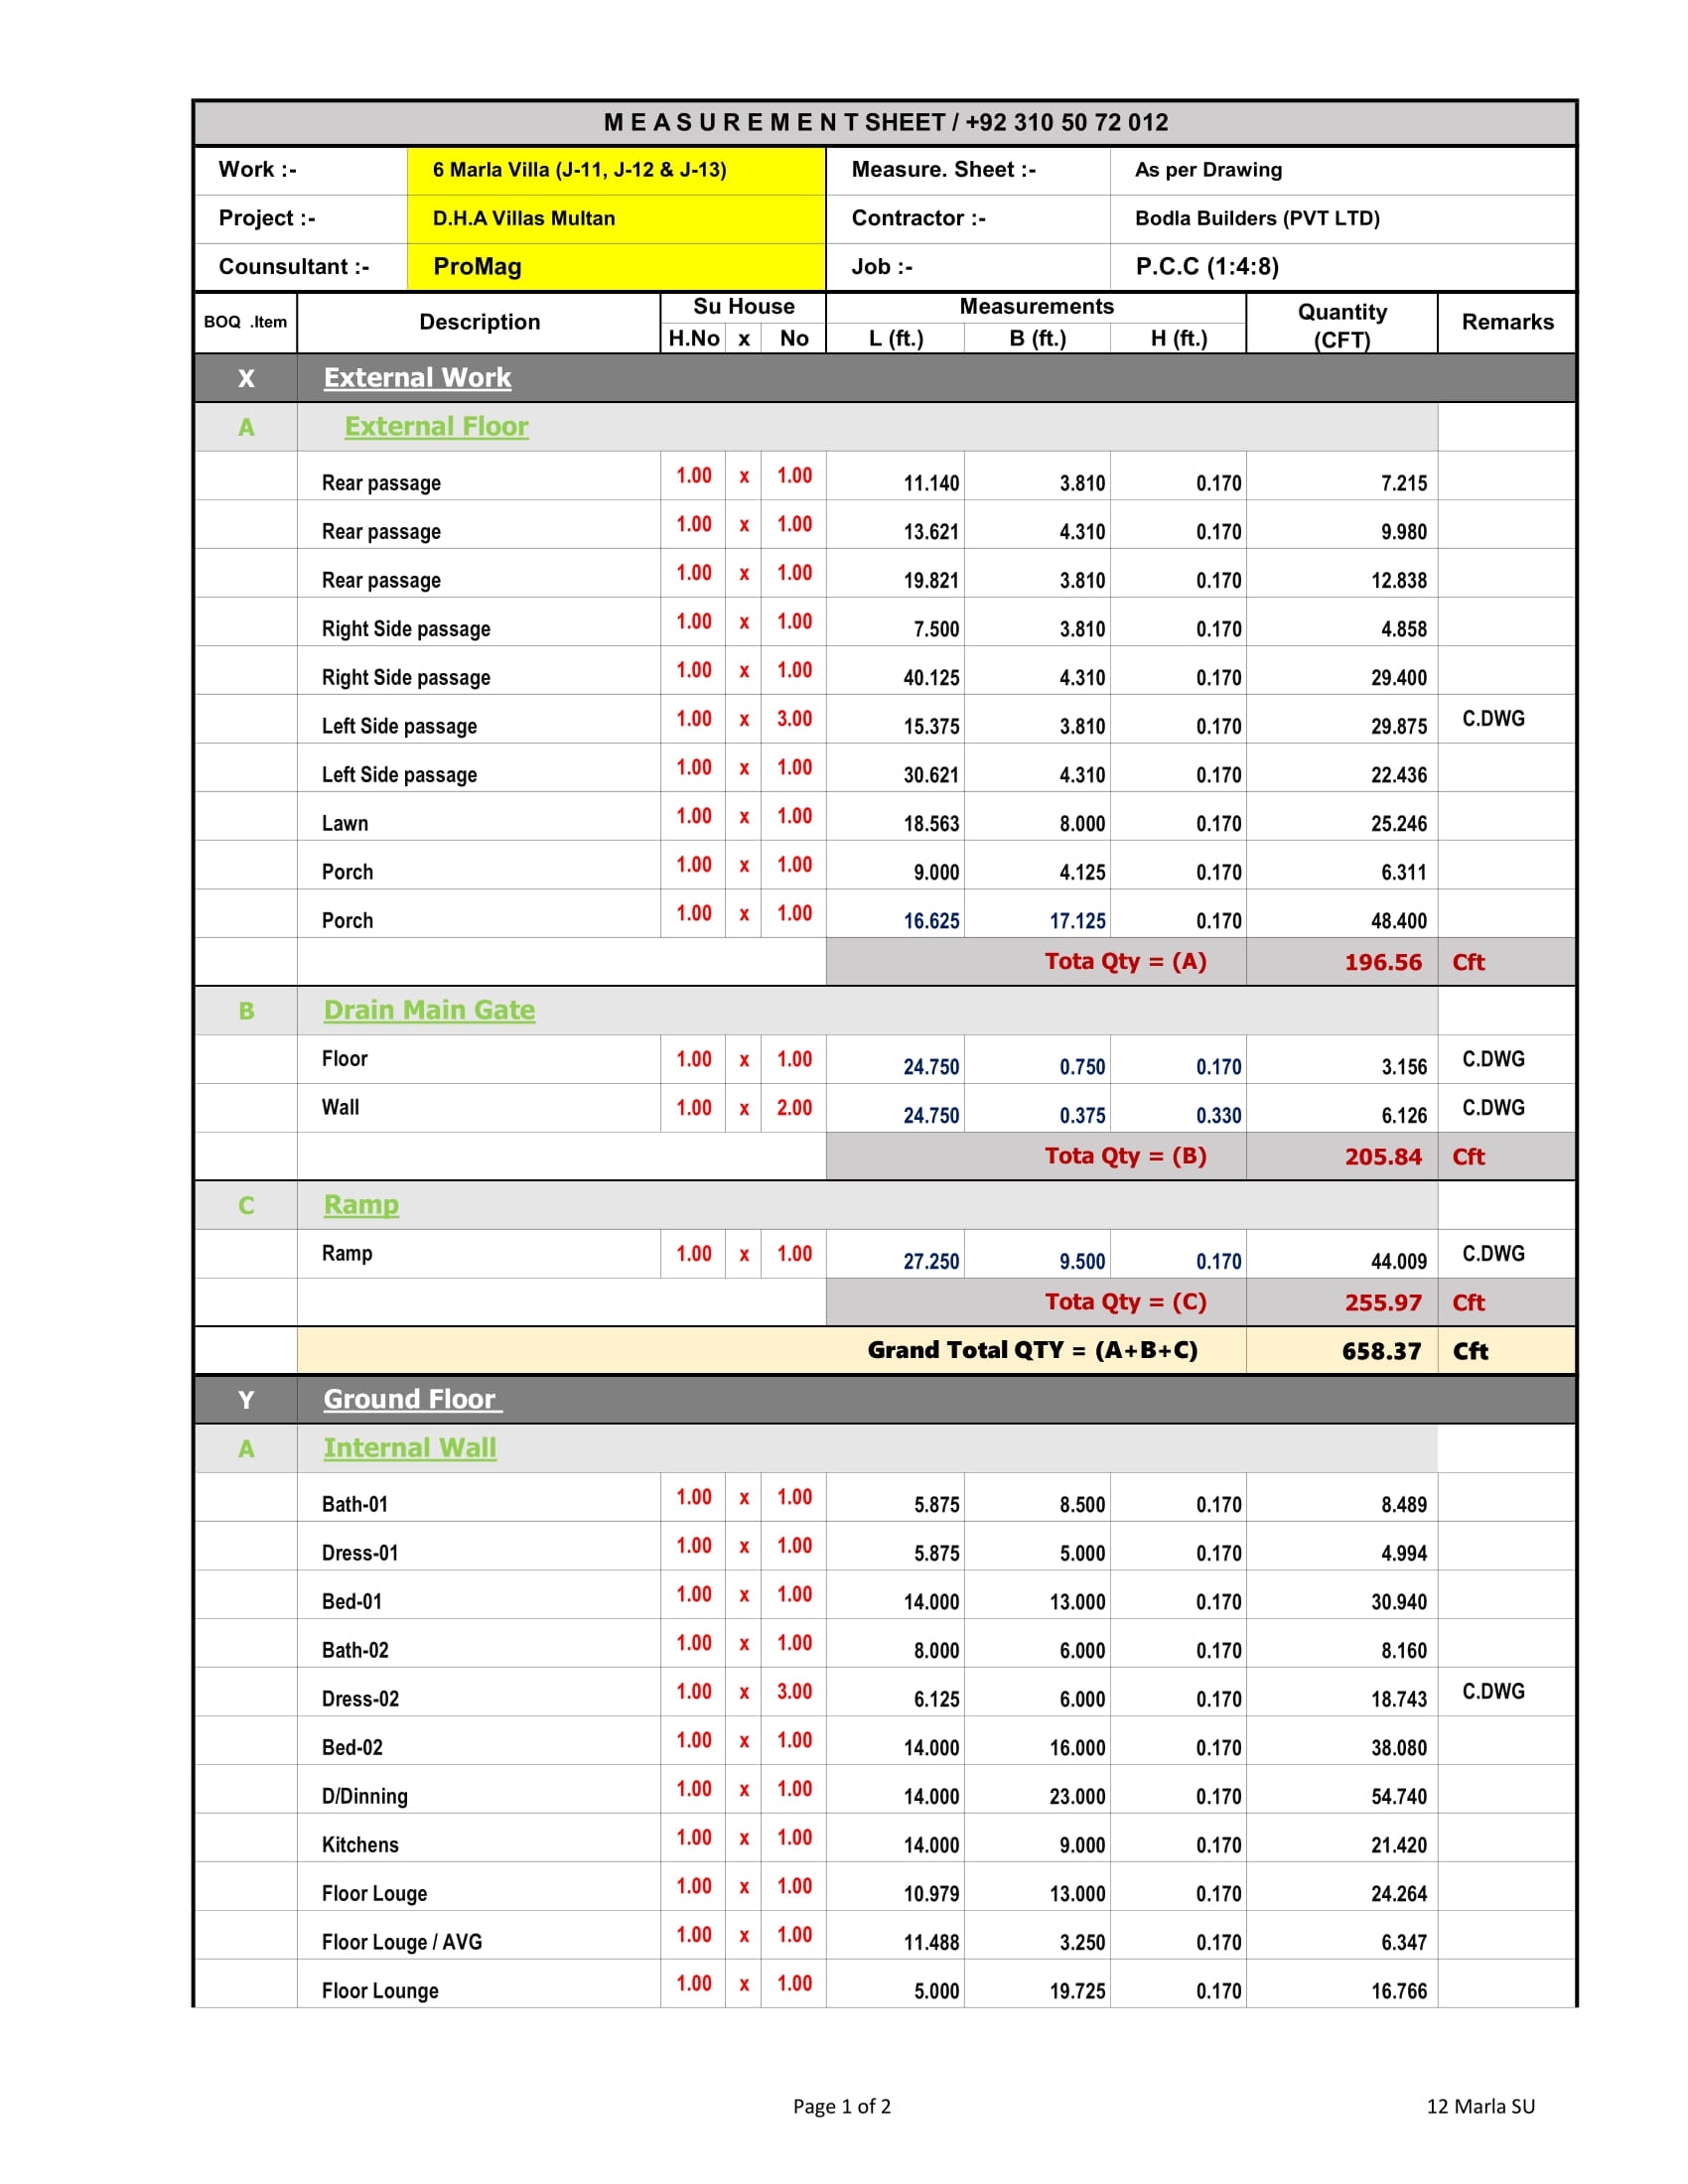 M E A S U R E M E N T SHEET / +92 310 50 72 012
Work :- 6 Marla Villa (J-11, J-12 & J-13) Measure. Sheet :- As per Drawing
Project :- D.H.A Villas Multan Contractor :- Bodla Builders (PVT LTD)
Counsultant :- ProMag Job :- P.C.C (1:4:8)
BOQ .Item Description Su House Measurements Quantity (CFT) Remarks
H.No x No L (ft.) B (ft.) H (ft.)
X External Work
A External Floor
Rear passage 1.00 x 1.00 11.140 3.810 0.170 7.215
Rear passage 1.00 x 1.00 13.621 4.310 0.170 9.980
Rear passage 1.00 x 1.00 19.821 3.810 0.170 12.838
Right Side passage 1.00 x 1.00 7.500 3.810 0.170 4.858
Right Side passage 1.00 x 1.00 40.125 4.310 0.170 29.400
Left Side passage 1.00 x 3.00 15.375 3.810 0.170 29.875 C.DWG
Left Side passage 1.00 x 1.00 30.621 4.310 0.170 22.436
Lawn 1.00 x 1.00 18.563 8.000 0.170 25.246
Porch 1.00 x 1.00 9.000 4.125 0.170 6.311
Porch 1.00 x 1.00 16.625 17.125 0.170 48.400
Tota Qty = (A) 196.56 Cft
B Drain Main Gate
Floor 1.00 x 1.00 24.750 0.750 0.170 3.156 C.DWG
Wall 1.00 x 2.00 24.750 0.375 0.330 6.126 C.DWG
Tota Qty = (B) 205.84 Cft
C Ramp
Ramp 1.00 x 1.00 27.250 9.500 0.170 44.009 C.DWG
Tota Qty = (C) 255.97 Cft
Grand Total QTY = (A+B+C) 658.37 Cft
Y Ground Floor
A Internal Wall
Bath-01 1.00 x 1.00 5.875 8.500 0.170 8.489
Dress-01 1.00 x 1.00 5.875 5.000 0.170 4.994
Bed-01 1.00 x 1.00 14.000 13.000 0.170 30.940
Bath-02 1.00 x 1.00 8.000 6.000 0.170 8.160
Dress-02 1.00 x 3.00 6.125 6.000 0.170 18.743 C.DWG
Bed-02 1.00 x 1.00 14.000 16.000 0.170 38.080
D/Dinning 1.00 x 1.00 14.000 23.000 0.170 54.740
Kitchens 1.00 x 1.00 14.000 9.000 0.170 21.420
Floor Louge 1.00 x 1.00 10.979 13.000 0.170 24.264
Floor Louge / AVG 1.00 x 1.00 11.488 3.250 0.170 6.347
Floor Lounge 1.00 x 1.00 5.000 19.725 0.170 16.766
Page 1 of 2 12 Marla SU